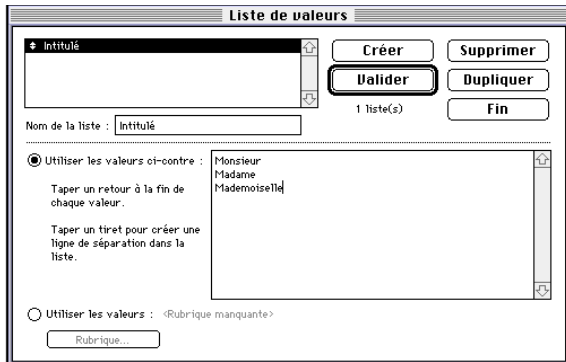 Liste de valeurs
Intitulé
Créer
Supprimer
Valider
Dupliquer
1 liste(s)
Fin
Nom de la liste : Intitulé
Utiliser les valeurs ci-contre :
Taper un retour à la fin de
chaque valeur.
Taper un tiret pour créer une
ligne de séparation dans la
liste.
Monsieur
Madame
Mademoiselle
Utiliser les valeurs : <Rubrique manquante>
Rubrique...